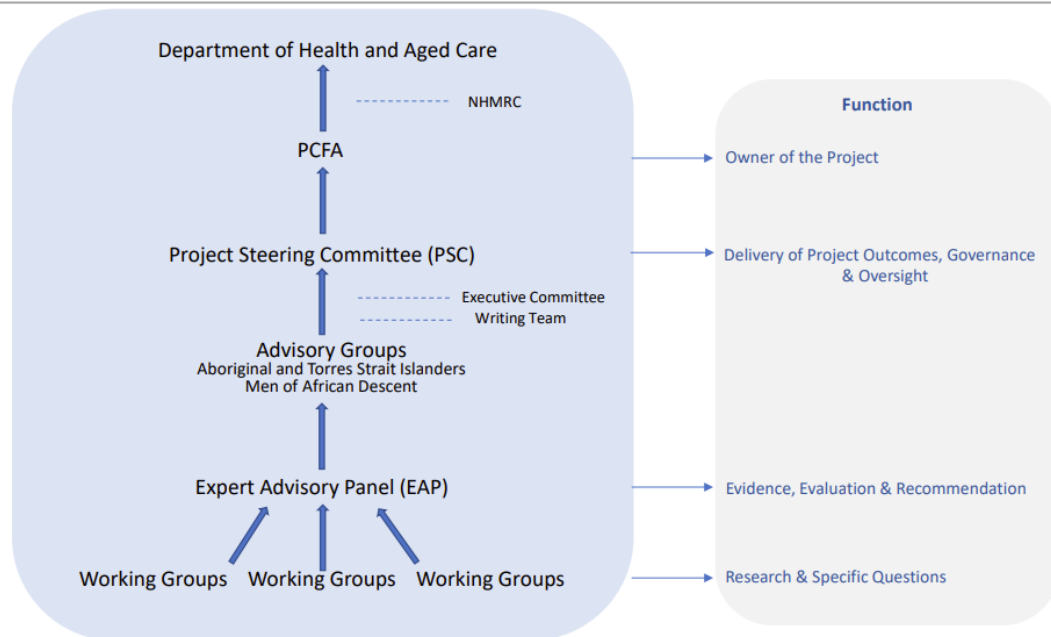 Department of Health and Aged Care
NHMRC
PCFA
Project Steering Committee (PSC)
Executive Committee
Writing Team
Advisory Groups
Aboriginal and Torres Strait Islanders
Men of African Descent
Expert Advisory Panel (EAP)
Working Groups Working Groups Working Groups
Function
Owner of the Project
Delivery of Project Outcomes, Governance
& Oversight
Evidence, Evaluation & Recommendation
Research & Specific Questions